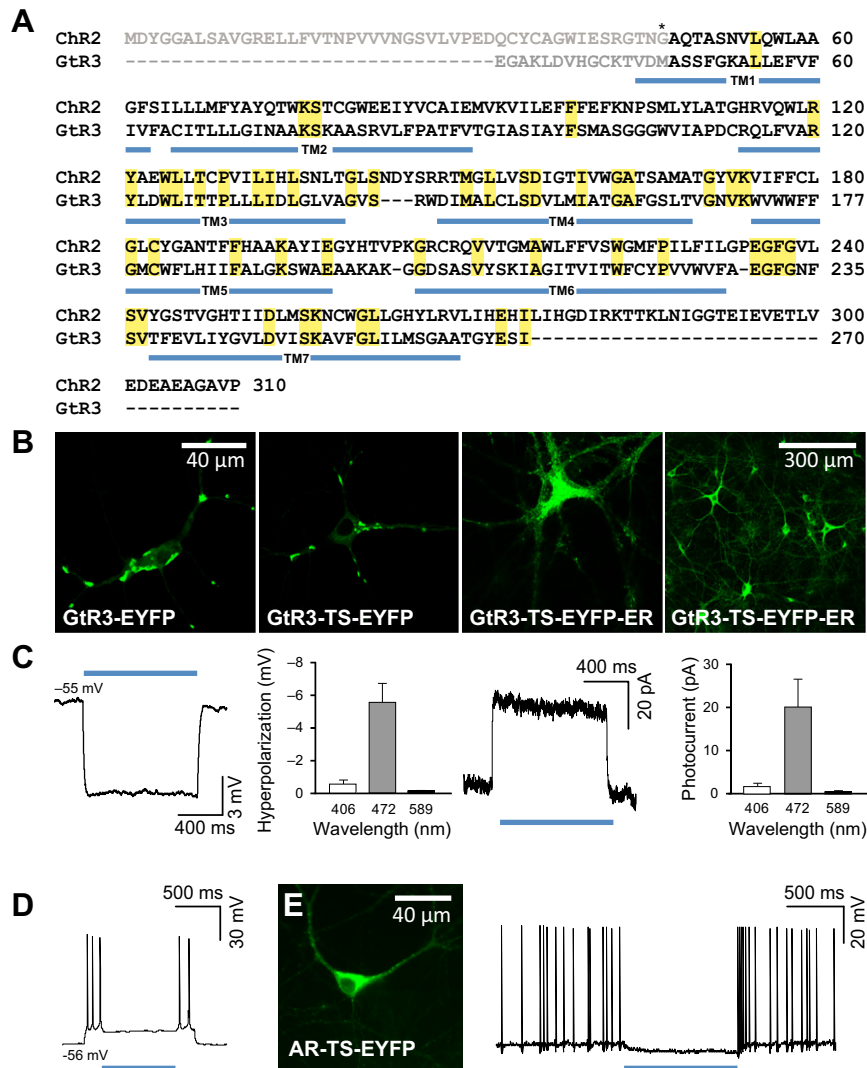 A
*
ChR2 MDYGGALSAVGRELLFVTNPVVVNGSVLVPEDQCYCAGWIESRGTNGAQTASNVLQWLAA 60
GtR3 --------------------------------EGAKLDVHGCKTVDMASSFGKALLEFVF 60
TM1
ChR2 GFSILLLMFYAYQTWKSTCGWEEIYVCAIEMVKVILEFFFEFKNPSMLYLATGHRVQWLR 120
GtR3 IVFACITLLLGINAAKSKAASRVLFPATFVTGIASIAYFSMASGGGWVIAPDCRQLFVAR 120
TM2
ChR2 YAEWLLTCPVILIHLSNLTGLSNDYSRRTMGLLVSDIGTIVWGATSAMATGYVKVIFFCL 180
GtR3 YLDWLITTPLLLIDLGLVAGVS---RWDIMALCLSDVLMIATGAFGSLTVGNVKWVWWFF 177
TM3 TM4
ChR2 GLCYGANTFFHAAKAYIEGYHTVPKGRCRQVVTGMAWLFFVSWGMFPILFILGPEGFGVL 240
GtR3 GMCWFLHIIFALGKSWAEAAKAK-GGDSASVYSKIAGITVITWFCYPVVWVFA-EGFGNF 235
TM5 TM6
ChR2 SVYGSTVGHTIIDLMSKNCWGLLGHYLRVLIHEHILIHGDIRKTTKLNIGGTEIEVETLV 300
GtR3 SVTFEVLIYGVLDVISKAVFGLILMSGAATGYESI------------------------- 270
TM7
ChR2 EDEAEAGAVP 310
GtR3 ----------
B
40 µm
300 µm
GtR3-EYFP GtR3-TS-EYFP GtR3-TS-EYFP-ER GtR3-TS-EYFP-ER
C
–55 mV
3 mV
400 ms
Hyperpolarization (mV)
–8
–6
–4
–2
0
406 472 589
Wavelength (nm)
400 ms
20 pA
Photocurrent (pA)
30
20
10
0
406 472 589
Wavelength (nm)
D
500 ms
30 mV
-56 mV
E
40 µm
AR-TS-EYFP
500 ms
20 mV